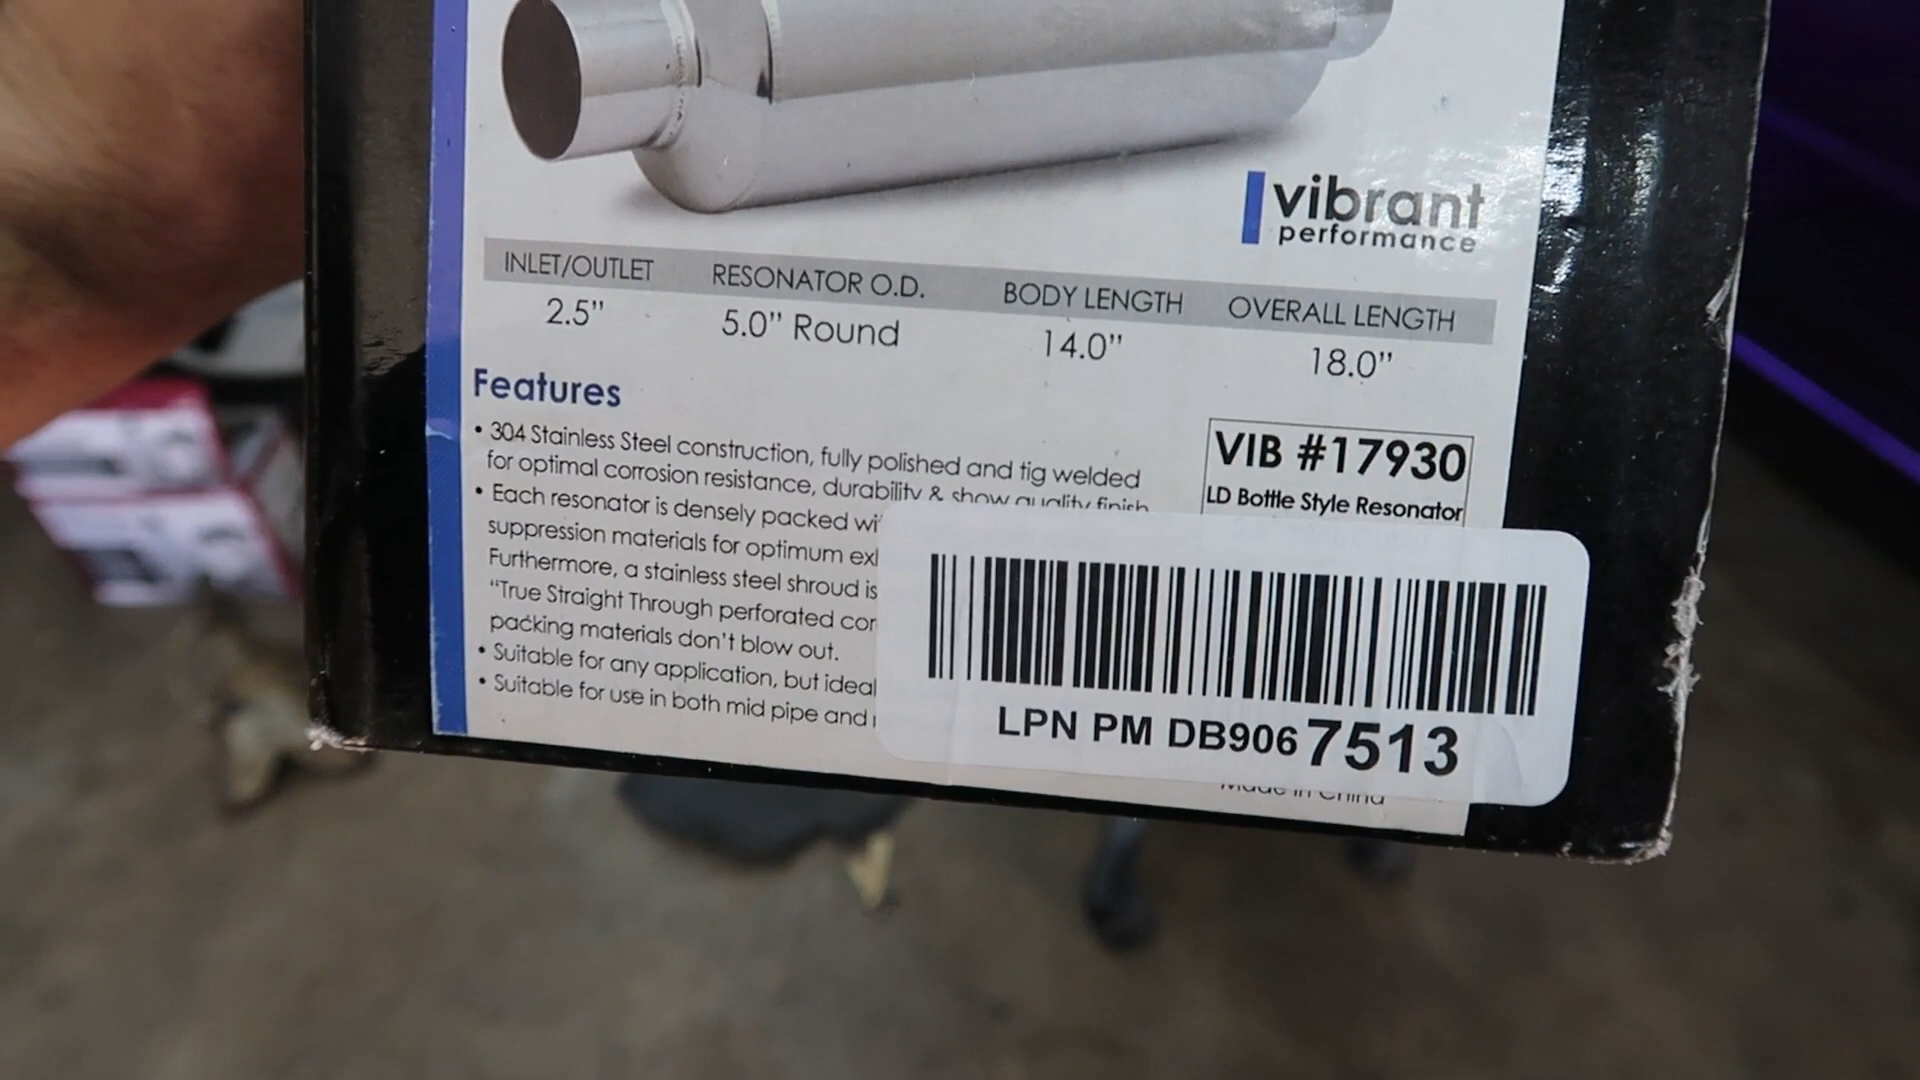 vibrant
performance
INLET/OUTLET RESONATOR O.D. BODY LENGTH OVERALL LENGTH
2.5” 5.0” Round 14.0” 18.0”
Features
• 304 Stainless Steel construction, fully polished and tig welded
for optimal corrosion resistance, durability & show quality finish
• Each resonator is densely packed wi
suppression materials for optimum ex
Furthermore, a stainless steel shroud is
“True Straight Through perforated cor
packing materials don’t blow out.
• Suitable for any application, but ideal
• Suitable for use in both mid pipe and
VIB #17930
LD Bottle Style Resonator
LPN PM DB9067513
Made in China